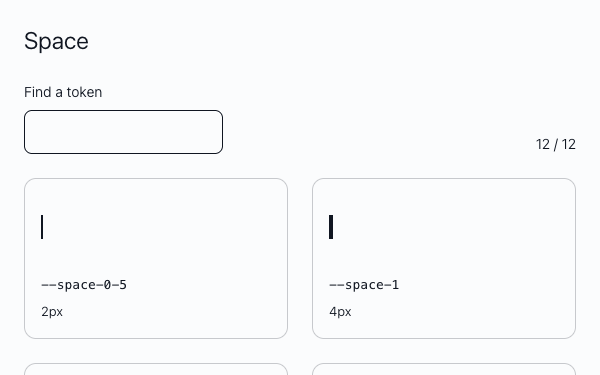 Space
Find a token
12 / 12
--space-0-5
2px
--space-1
4px